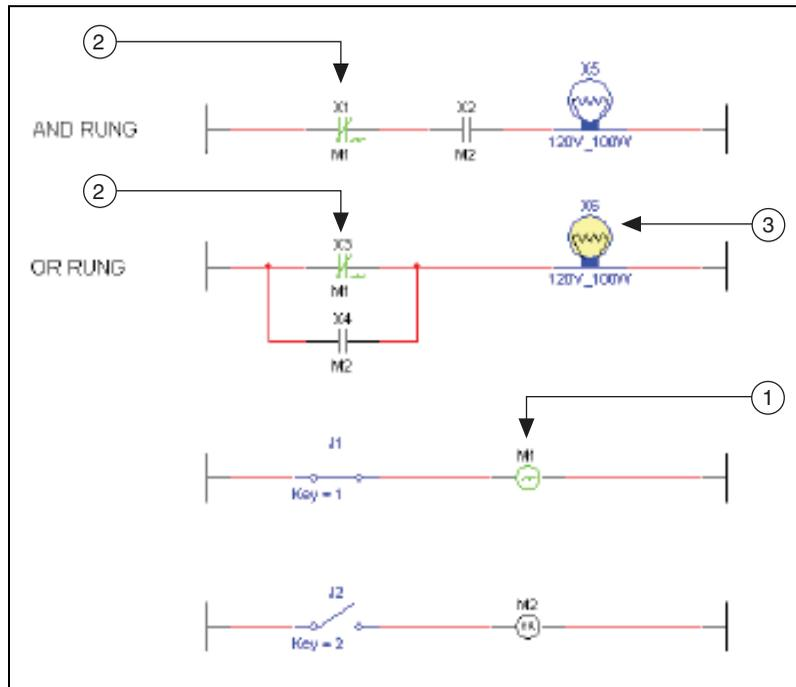 2
X5
X1
X2
AND RUNG
M1
M2
120V_100W
2
X6
3
X3
OR RUNG
M1
120V_100W
X4
M2
1
J1
M1
Key = 1
J2
M2
Key = 2